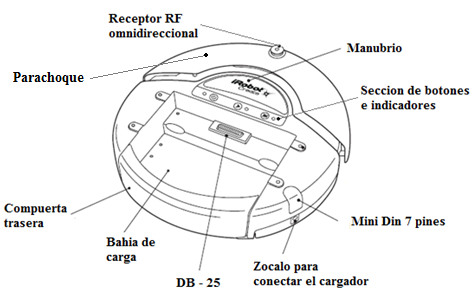 Receptor RF
omnidireccional
Manubrio
Parachoque
iRobot
Seccion de botones
e indicadores
Compuerta
trasera
Bahia de
carga
DB - 25
Zocalo para
conectar el cargador
Mini Din 7 pines